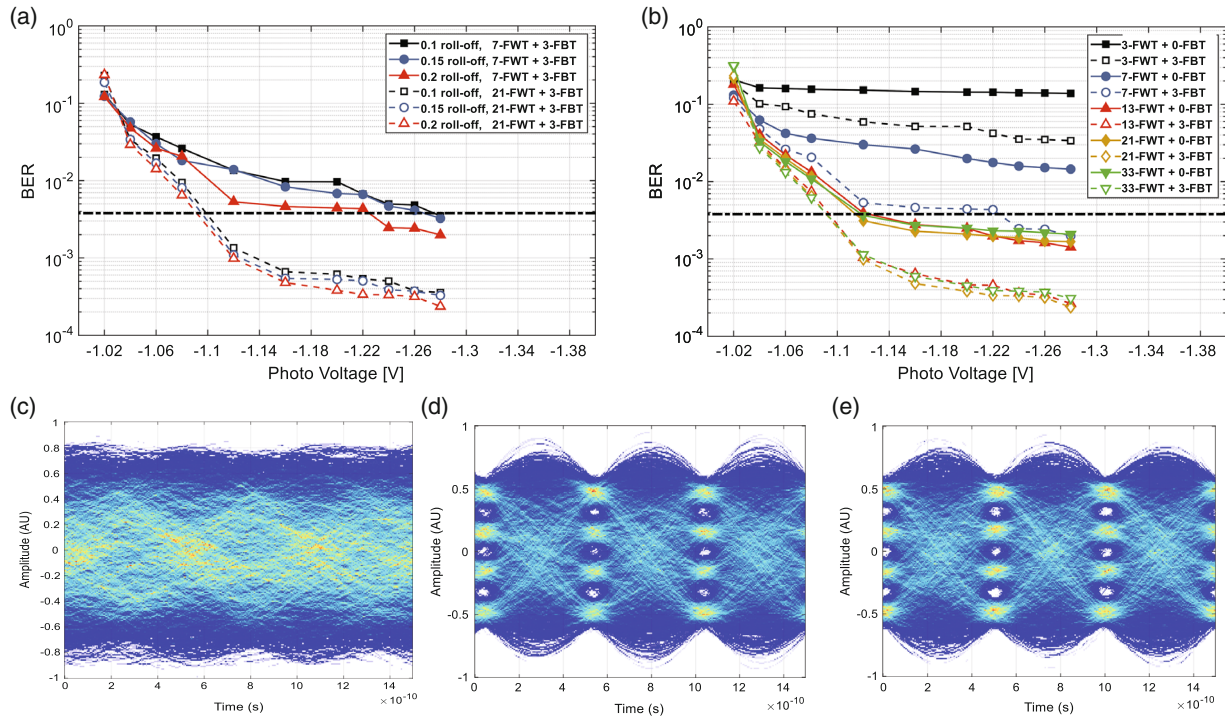 (a)
10^0
10^-1
10^-2
10^-3
10^-4
BER
0.1 roll-off, 7-FWT + 3-FBT
0.15 roll-off, 7-FWT + 3-FBT
0.2 roll off, 7-FWT + 3-FBT
0.1 roll-off, 21-FWT + 3-FBT
0.15 roll-off, 21-FWT + 3-FBT
0.2 roll-off, 21-FWT + 3-FBT
-1.02 -1.06 -1.1 -1.14 -1.18 -1.22 -1.26 -1.3 -1.34 -1.38
Photo Voltage [V]
(b)
10^0
10^-1
10^-2
10^-3
10^-4
BER
3-FWT + 0-FBT
3-FWT + 3-FBT
7-FWT + 0-FBT
7-FWT + 3-FBT
13-FWT + 0-FBT
13-FWT + 3-FBT
21-FWT + 0-FBT
21-FWT + 3-FBT
33-FWT + 0-FBT
33-FWT + 3-FBT
-1.02 -1.06 -1.1 -1.14 -1.18 -1.22 -1.26 -1.3 -1.34 -1.38
Photo Voltage [V]
(c)
1
0.8
0.6
0.4
0.2
0
-0.2
-0.4
-0.6
-0.8
-1
Amplitude (AU)
0 2 4 6 8 10 12 14
×10^-10
Time (s)
(d)
1
0.5
0
-0.5
-1
Amplitude (AU)
0 2 4 6 8 10 12 14
×10^-10
Time (s)
(e)
1
0.5
0
-0.5
-1
Amplitude (AU)
0 2 4 6 8 10 12 14
×10^-10
Time (s)